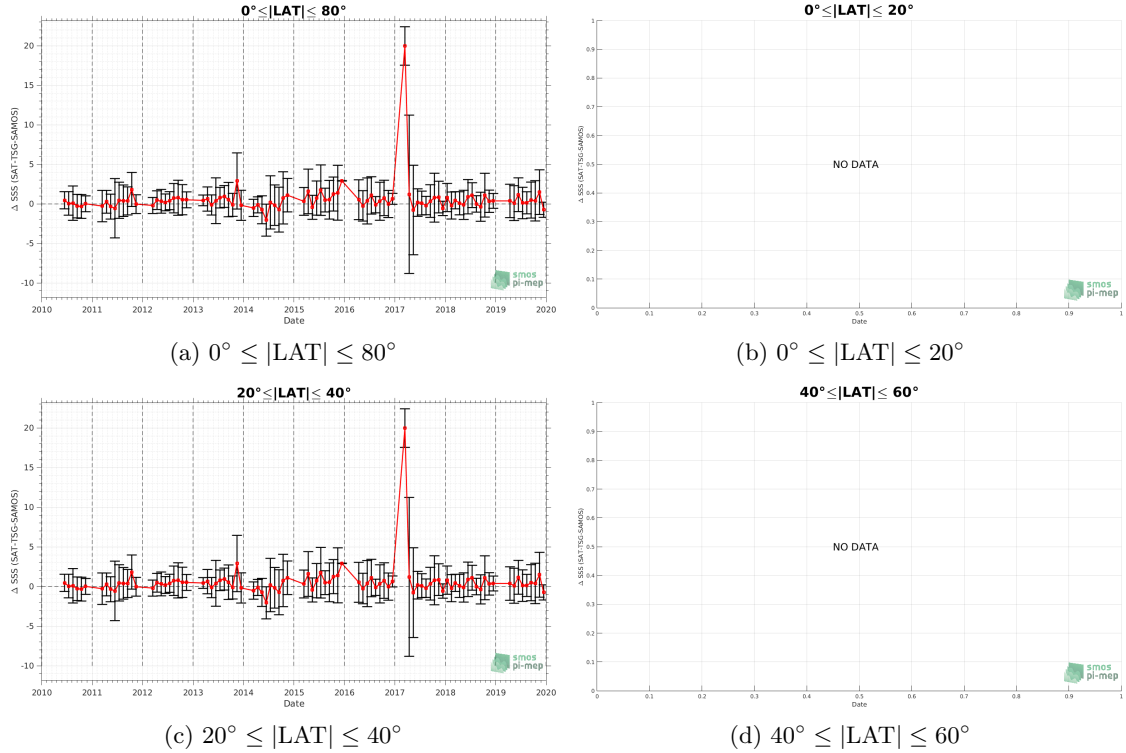 0°≤|LAT|≤ 80°
Δ SSS (SAT-TSG-SAMOS)
20
15
10
5
0
-5
-10
2010 2011 2012 2013 2014 2015 2016 2017 2018 2019 2020
Date
smos
pi-mep
(a) 0° ≤ |LAT| ≤ 80°
0°≤|LAT|≤ 20°
Δ SSS (SAT-TSG-SAMOS)
1
0.9
0.8
0.7
0.6
0.5
0.4
0.3
0.2
0.1
0
NO DATA
0 0.1 0.2 0.3 0.4 0.5 0.6 0.7 0.8 0.9 1
Date
smos
pi-mep
(b) 0° ≤ |LAT| ≤ 20°
20°≤|LAT|≤ 40°
Δ SSS (SAT-TSG-SAMOS)
20
15
10
5
0
-5
-10
2010 2011 2012 2013 2014 2015 2016 2017 2018 2019 2020
Date
smos
pi-mep
(c) 20° ≤ |LAT| ≤ 40°
40°≤|LAT|≤ 60°
Δ SSS (SAT-TSG-SAMOS)
1
0.9
0.8
0.7
0.6
0.5
0.4
0.3
0.2
0.1
0
NO DATA
0 0.1 0.2 0.3 0.4 0.5 0.6 0.7 0.8 0.9 1
Date
smos
pi-mep
(d) 40° ≤ |LAT| ≤ 60°